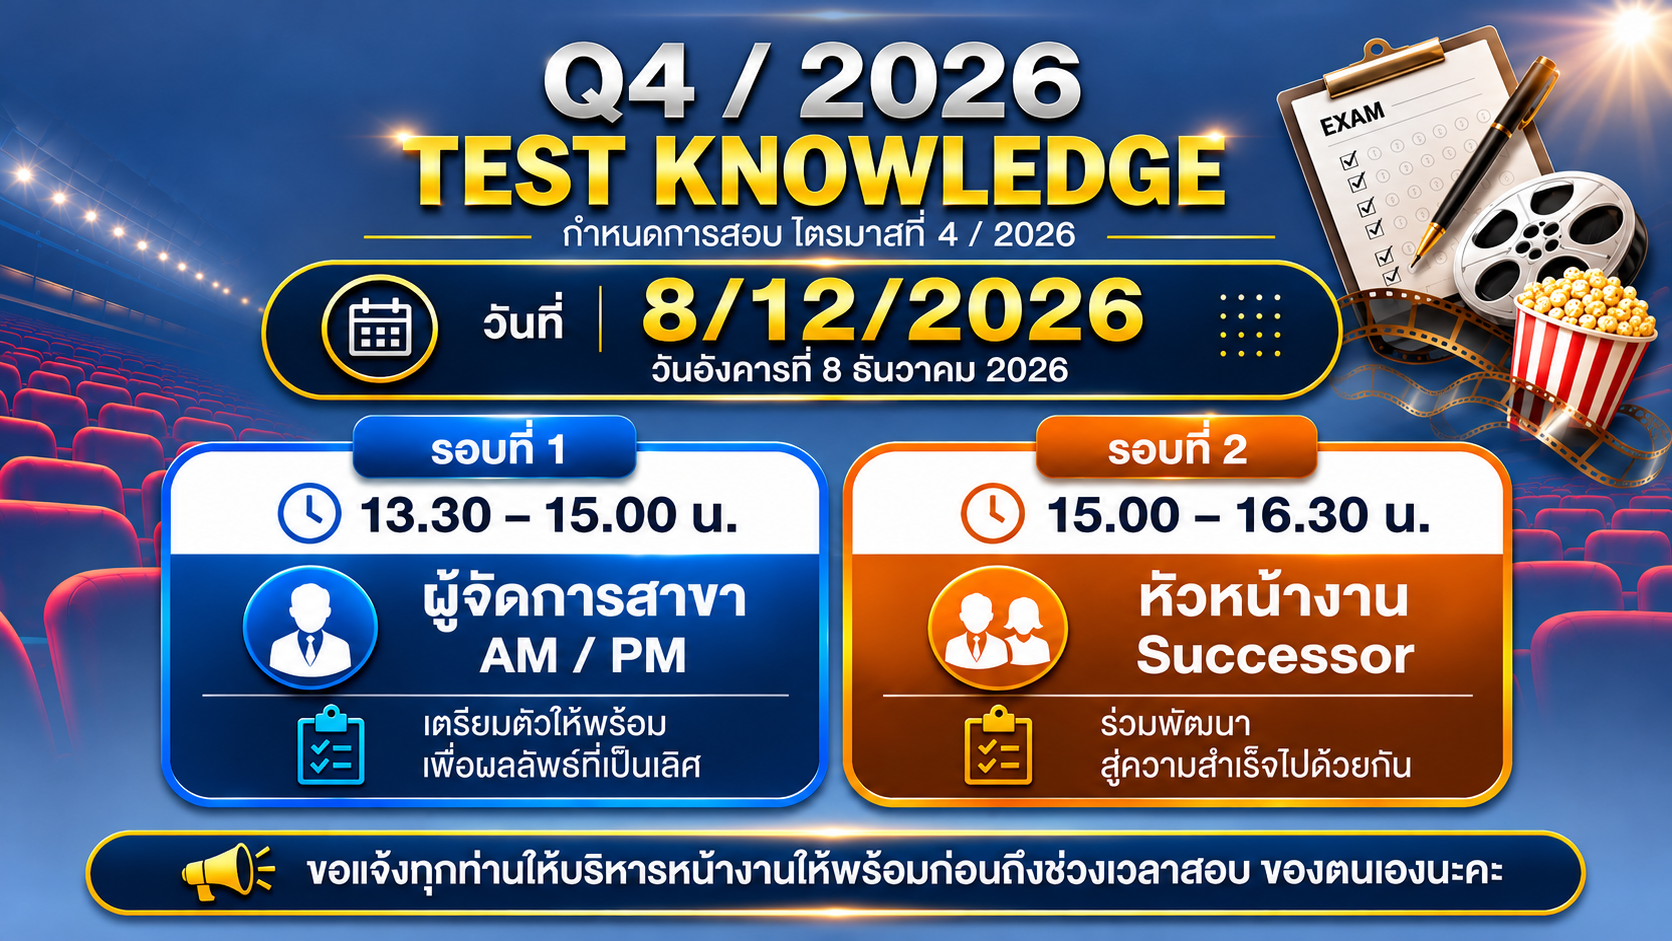 Q4 / 2026
TEST KNOWLEDGE
กำหนดการสอบ ไตรมาสที่ 4 / 2026
EXAM
วันที่
8/12/2026
วันอังคารที่ 8 ธันวาคม 2026
รอบที่ 1
13.30 – 15.00 น.
ผู้จัดการสาขา
AM / PM
เตรียมตัวให้พร้อม
เพื่อผลลัพธ์ที่เป็นเลิศ
รอบที่ 2
15.00 – 16.30 น.
หัวหน้างาน
Successor
ร่วมพัฒนา
สู่ความสำเร็จไปด้วยกัน
ขอแจ้งทุกท่านให้บริหารหน้างานให้พร้อมก่อนถึงช่วงเวลาสอบ ของตนเองนะคะ